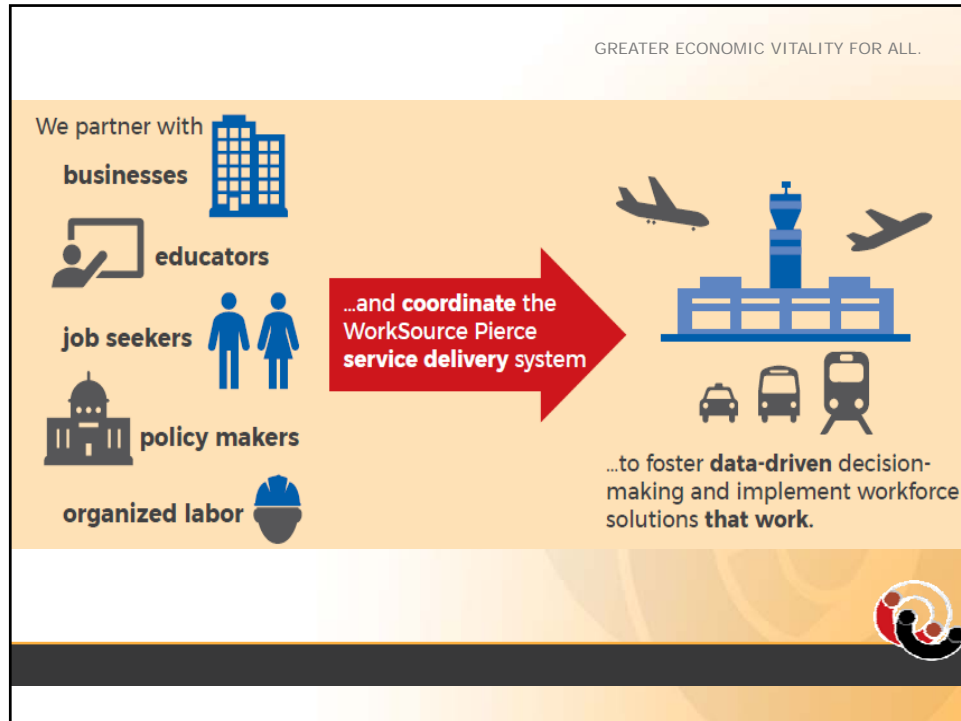 GREATER ECONOMIC VITALITY FOR ALL.
We partner with
businesses
educators
job seekers
policy makers
organized labor
...and coordinate the
WorkSource Pierce
service delivery system
...to foster data-driven decision-
making and implement workforce
solutions that work.